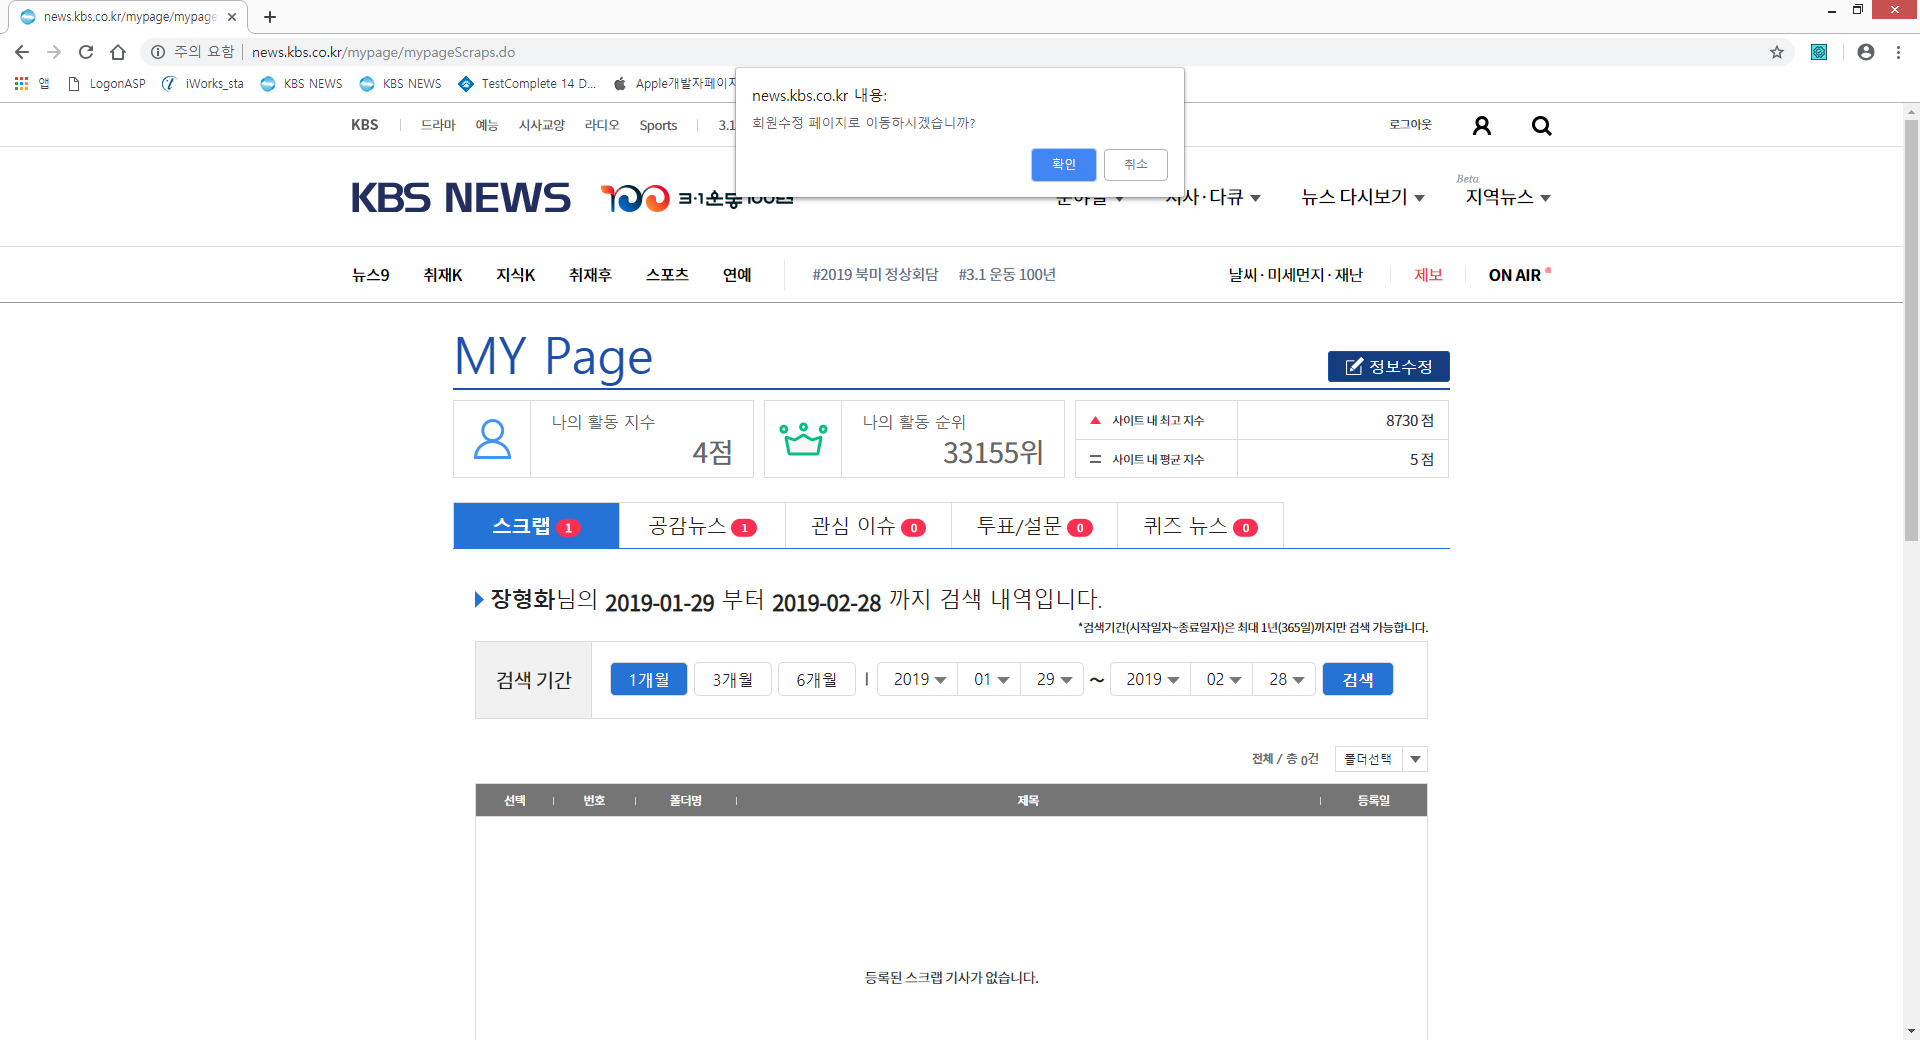 news.kbs.co.kr/mypage/mypage
주의 요함 news.kbs.co.kr/mypage/mypageScraps.do
앱 LogonASP iWorks_sta KBS NEWS KBS NEWS TestComplete 14 D... Apple개발자페이지
news.kbs.co.kr 내용:
회원수정 페이지로 이동하시겠습니까?
확인 취소
KBS 드라마 예능 시사교양 라디오 Sports 3.1
로그아웃
KBS NEWS 100 3·1운동100년
시사·다큐 뉴스 다시보기 Beta 지역뉴스
뉴스9 취재K 지식K 취재후 스포츠 연예 #2019 북미 정상회담 #3.1 운동 100년 날씨·미세먼지·재난 제보 ON AIR
MY Page
정보수정
나의 활동 지수
4점
나의 활동 순위
33155위
사이트 내 최고 지수 8730 점
사이트 내 평균 지수 5 점
스크랩 1 공감뉴스 1 관심 이슈 0 투표/설문 0 퀴즈 뉴스 0
장형화님의 2019-01-29 부터 2019-02-28 까지 검색 내역입니다.
*검색기간(시작일자~종료일자)은 최대 1년(365일)까지만 검색 가능합니다.
검색 기간 1개월 3개월 6개월 | 2019 01 29 ~ 2019 02 28 검색
전체 / 총 0건 폴더선택
선택 번호 폴더명 제목 등록일
등록된 스크랩 기사가 없습니다.